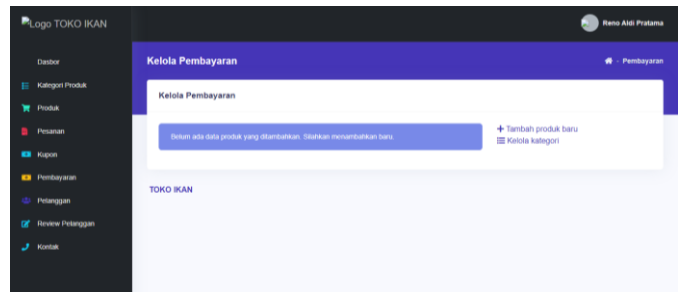 Logo TOKO IKAN
Reno Aldi Pratama
Dasbor
Kategori Produk
Produk
Pesanan
Kupon
Pembayaran
Pelanggan
Review Pelanggan
Kontak
Kelola Pembayaran
- Pembayaran
Kelola Pembayaran
Belum ada data produk yang ditambahkan. Silahkan menambahkan baru.
+ Tambah produk baru
Kelola kategori
TOKO IKAN